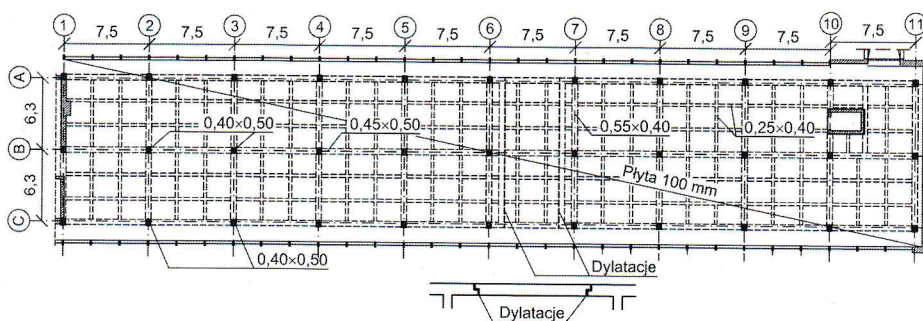 1 2 3 4 5 6 7 8 9 10 11
7,5 7,5 7,5 7,5 7,5 7,5 7,5 7,5 7,5 7,5
A
6,3
0,40×0,50 0,45×0,50 0,55×0,40 0,25×0,40
B
6,3
Płyta 100 mm
C
0,40×0,50
Dylatacje
Dylatacje